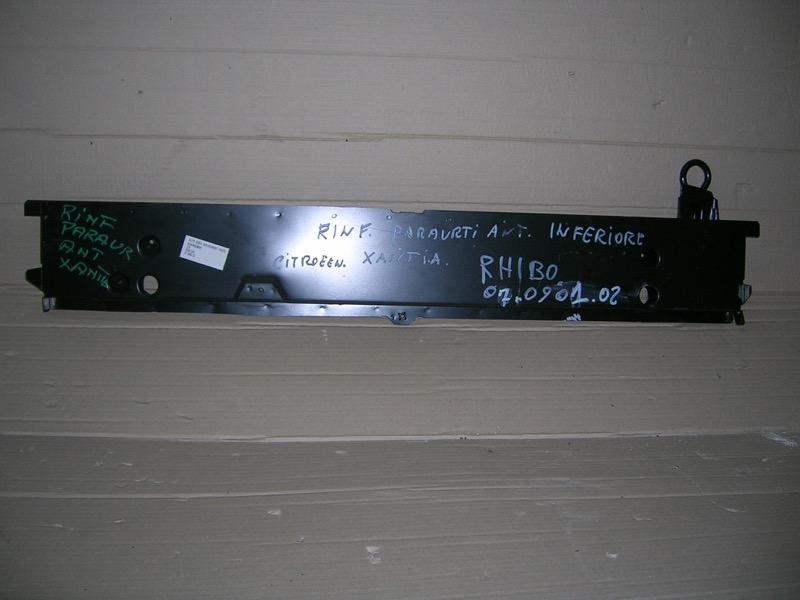 RINF
PARAUR
ANT
XANTIA
RINF. PARAURTI ANT. INFERIORE
CITROEEN. XANTIA.
RHIBO
07.0901.02